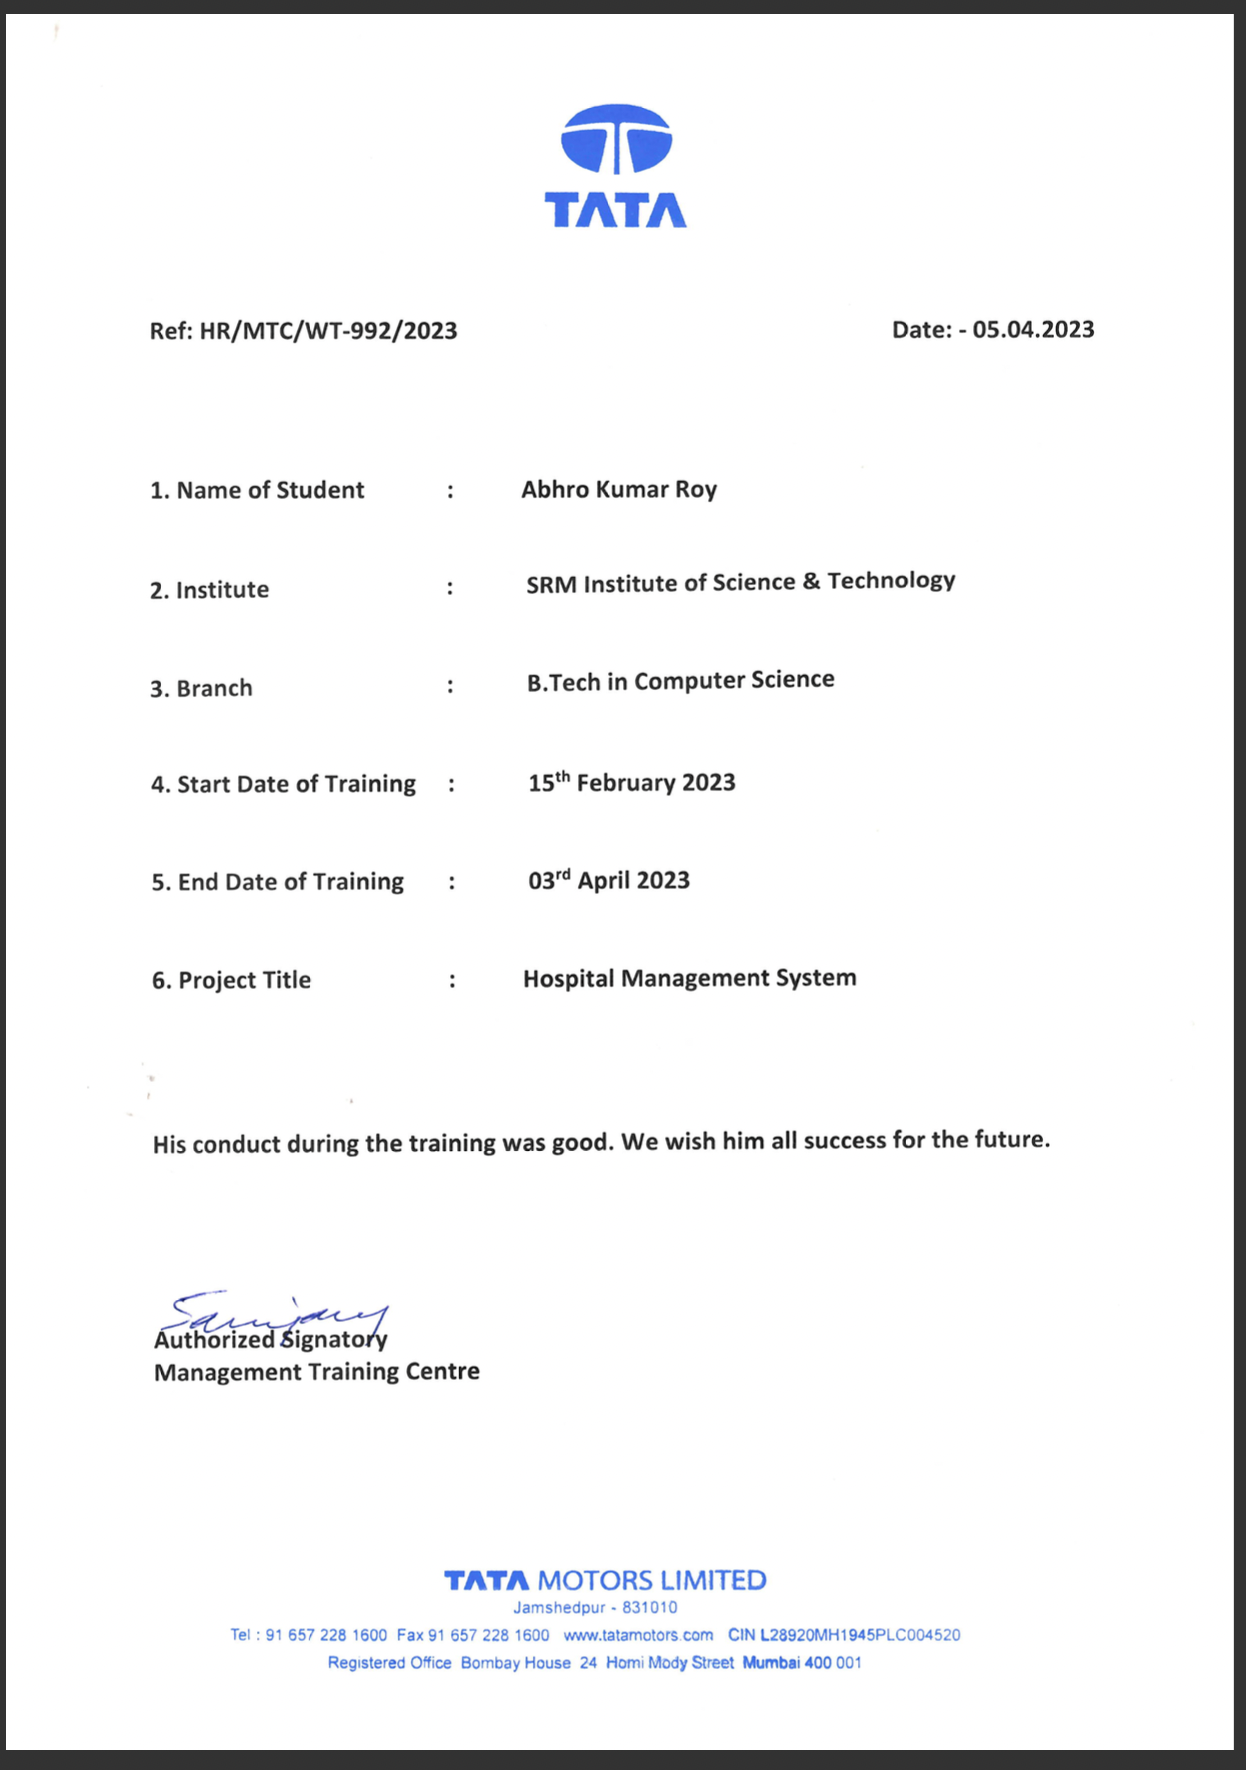 TATA
Ref: HR/MTC/WT-992/2023 Date: - 05.04.2023
1. Name of Student : Abhro Kumar Roy
2. Institute : SRM Institute of Science & Technology
3. Branch : B.Tech in Computer Science
4. Start Date of Training : 15th February 2023
5. End Date of Training : 03rd April 2023
6. Project Title : Hospital Management System
His conduct during the training was good. We wish him all success for the future.
Authorized Signatory
Management Training Centre
TATA MOTORS LIMITED
Jamshedpur - 831010
Tel : 91 657 228 1600 Fax 91 657 228 1600 www.tatamotors.com CIN L28920MH1945PLC004520
Registered Office Bombay House 24 Homi Mody Street Mumbai 400 001